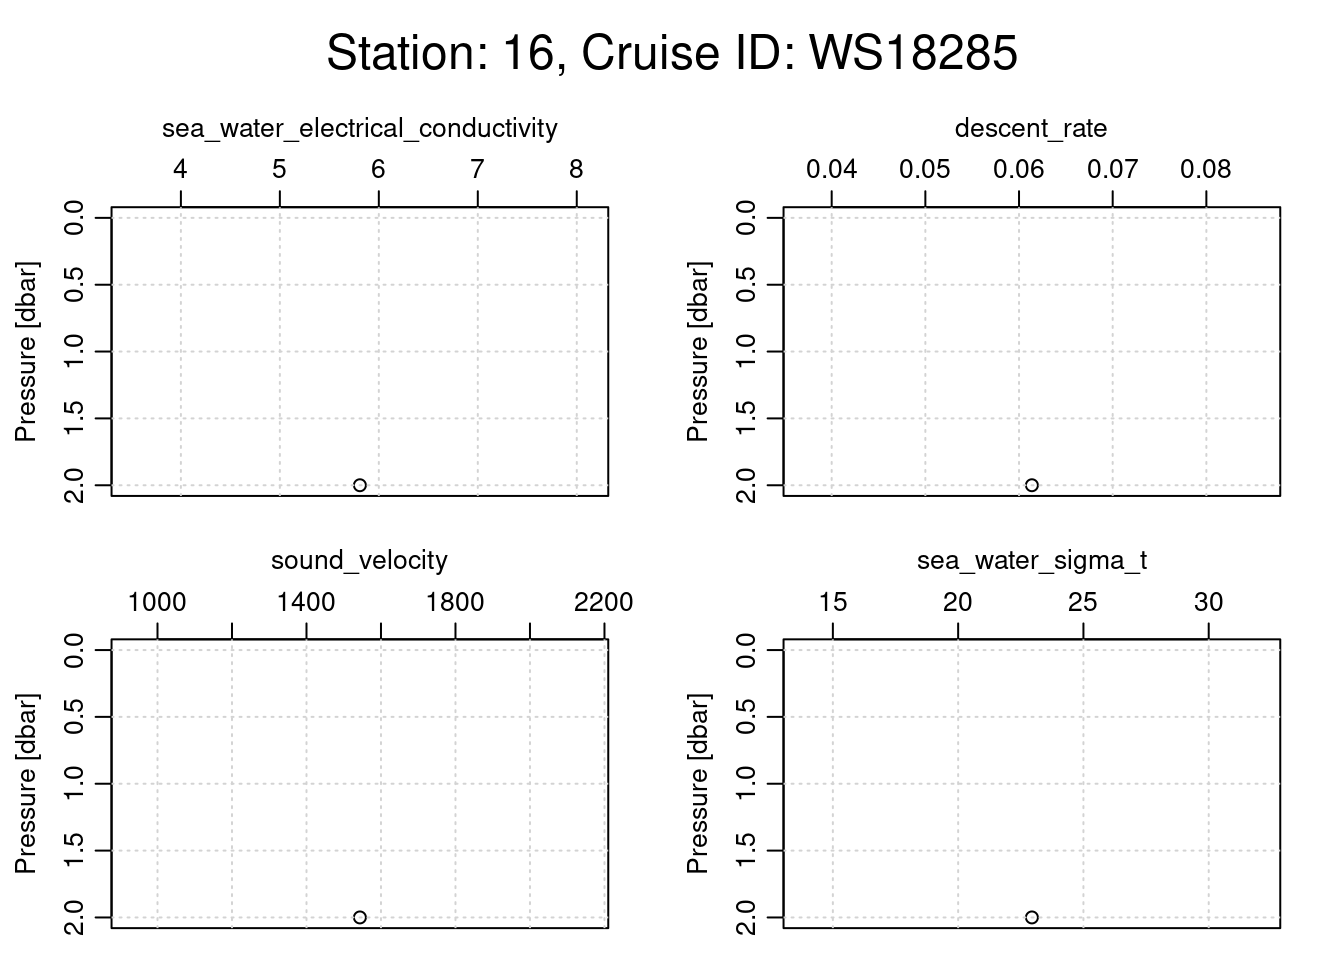 Station: 16, Cruise ID: WS18285
sea_water_electrical_conductivity
4 5 6 7 8
Pressure [dbar]
0.0
0.5
1.0
1.5
2.0
descent_rate
0.04 0.05 0.06 0.07 0.08
Pressure [dbar]
0.0
0.5
1.0
1.5
2.0
sound_velocity
1000 1400 1800 2200
Pressure [dbar]
0.0
0.5
1.0
1.5
2.0
sea_water_sigma_t
15 20 25 30
Pressure [dbar]
0.0
0.5
1.0
1.5
2.0